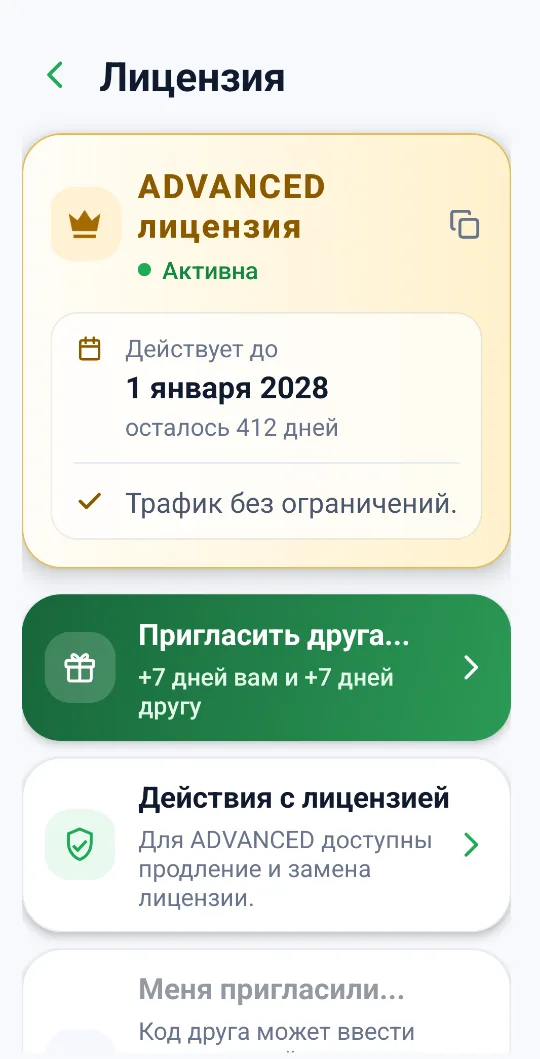 Лицензия
ADVANCED
лицензия
Активна
Действует до
1 января 2028
осталось 412 дней
Трафик без ограничений.
Пригласить друга...
+7 дней вам и +7 дней
другу
Действия с лицензией
Для ADVANCED доступны
продление и замена
лицензии.
Меня пригласили...
Код друга может ввести